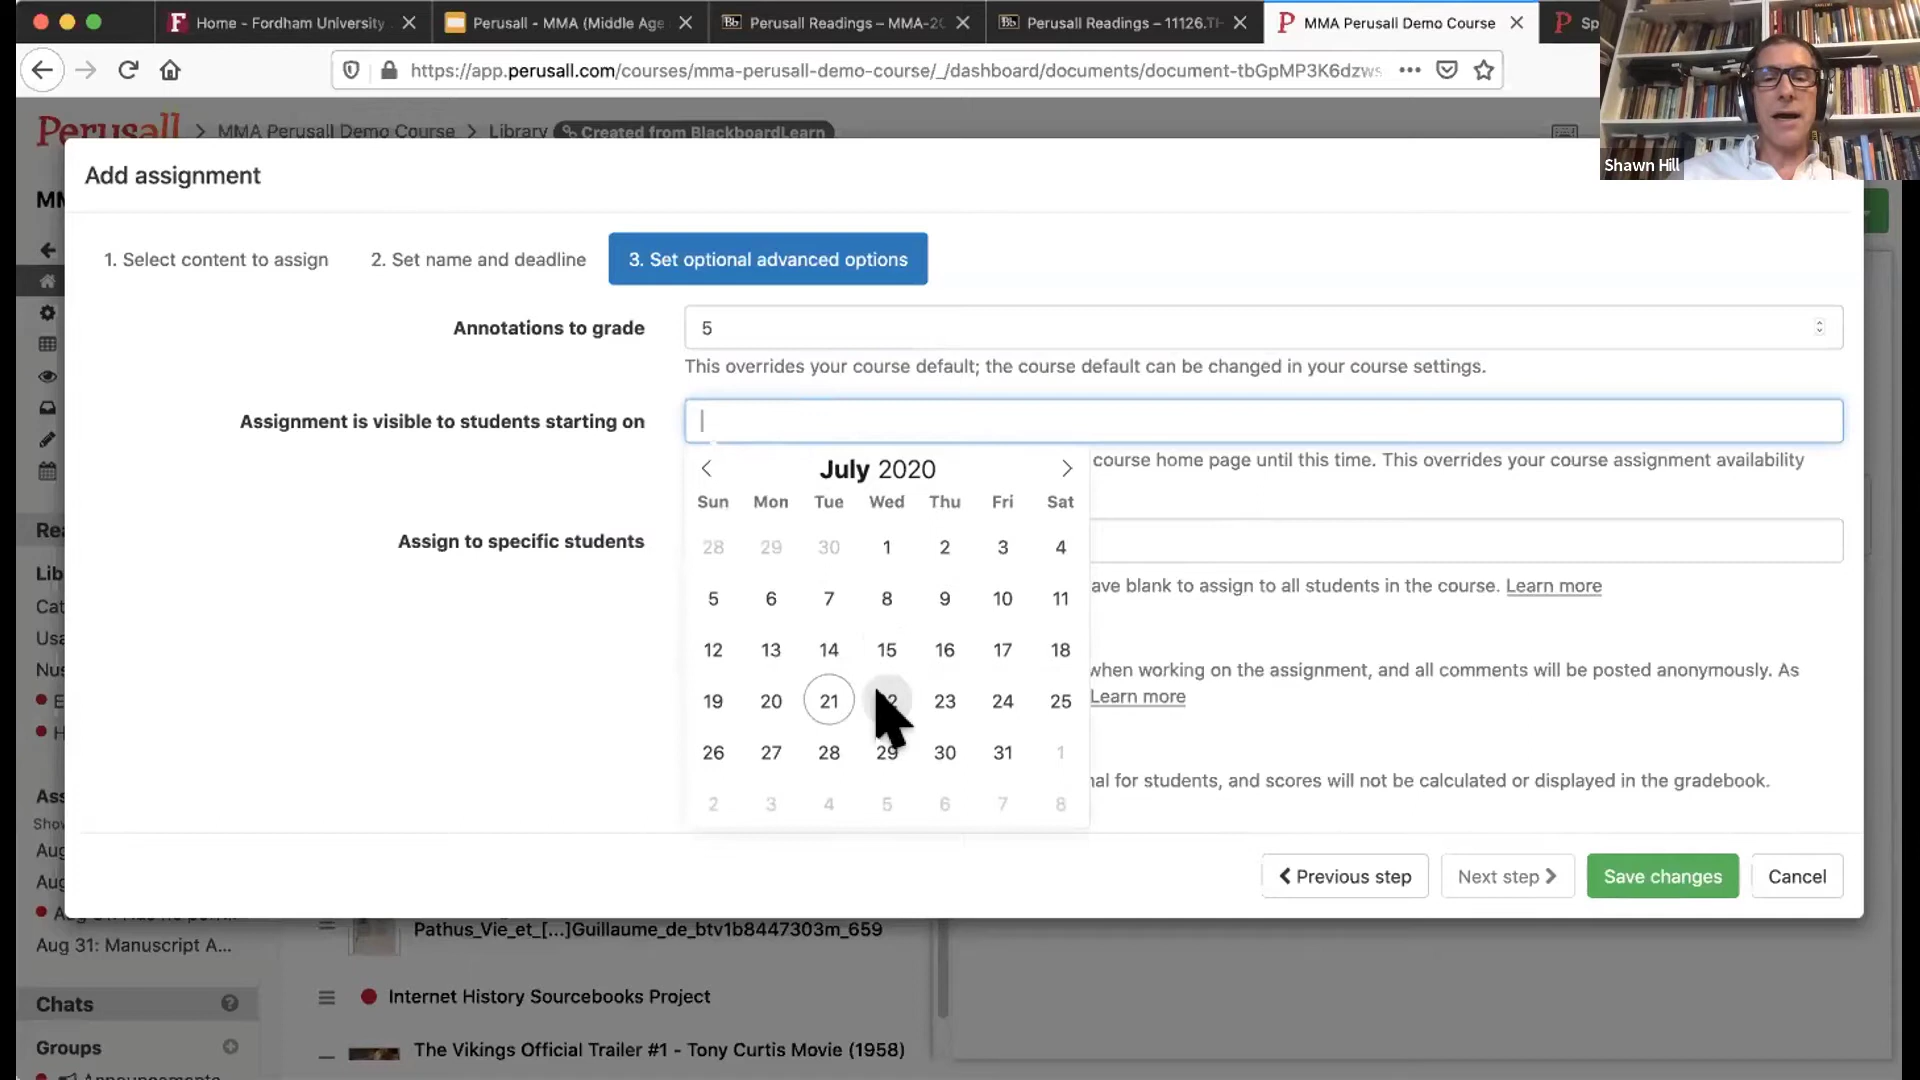 Home - Fordham University
Perusall - MMA (Middle Age
Bb Perusall Readings – MMA-2
Bb Perusall Readings – 11126.T
MMA Perusall Demo Course
Sp
https://app.perusall.com/courses/mma-perusall-demo-course/_/dashboard/documents/document-tbGpMP3K6dzws
Shawn Hill
Perusall > MMA Perusall Demo Course > Library Created from BlackboardLearn
MM
Add assignment
1. Select content to assign
2. Set name and deadline
3. Set optional advanced options
Annotations to grade
5
This overrides your course default; the course default can be changed in your course settings.
Assignment is visible to students starting on
course home page until this time. This overrides your course assignment availability
July 2020
Sun Mon Tue Wed Thu Fri Sat
28 29 30 1 2 3 4
5 6 7 8 9 10 11
12 13 14 15 16 17 18
19 20 21 22 23 24 25
26 27 28 29 30 31 1
2 3 4 5 6 7 8
Assign to specific students
ave blank to assign to all students in the course. Learn more
when working on the assignment, and all comments will be posted anonymously. As
Learn more
nal for students, and scores will not be calculated or displayed in the gradebook.
Previous step
Next step
Save changes
Cancel
Rea
Lib
Cat
Usa
Nus
E
H
Ass
Show
Aug
Aug
Aug 31: Manuscript A...
Pathus_Vie_et_[...]Guillaume_de_btv1b8447303m_659
Internet History Sourcebooks Project
The Vikings Official Trailer #1 - Tony Curtis Movie (1958)
Chats
Groups
Announcements